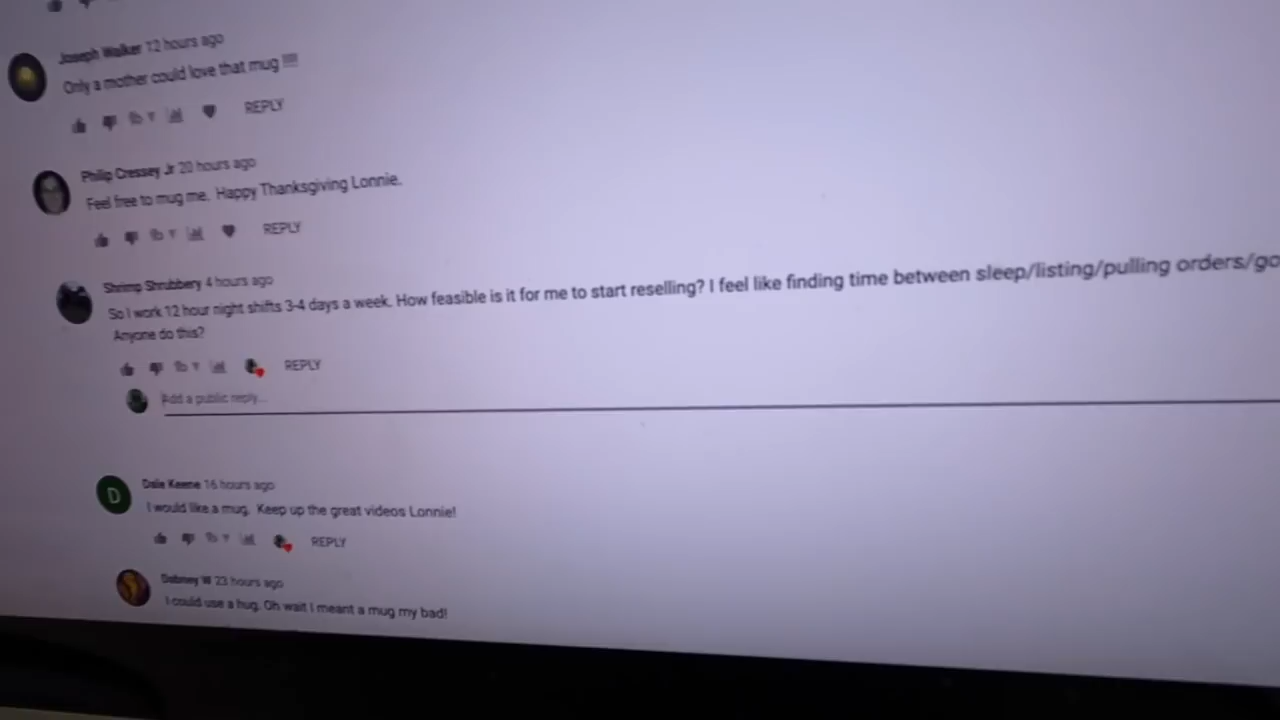 Joseph Walker 12 hours ago
Only a mother could love that mug !!!!
REPLY
Philip Cressey Jr 20 hours ago
Feel free to mug me. Happy Thanksgiving Lonnie.
REPLY
Shrimp Shrubbery 4 hours ago
So I work 12 hour night shifts 3-4 days a week. How feasible is it for me to start reselling? I feel like finding time between sleep/listing/pulling orders/go
Anyone do this?
REPLY
Add a public reply...
D
Dale Keene 16 hours ago
I would like a mug. Keep up the great videos Lonnie!
REPLY
Dabney W 23 hours ago
I could use a hug. Oh wait I meant a mug my bad!